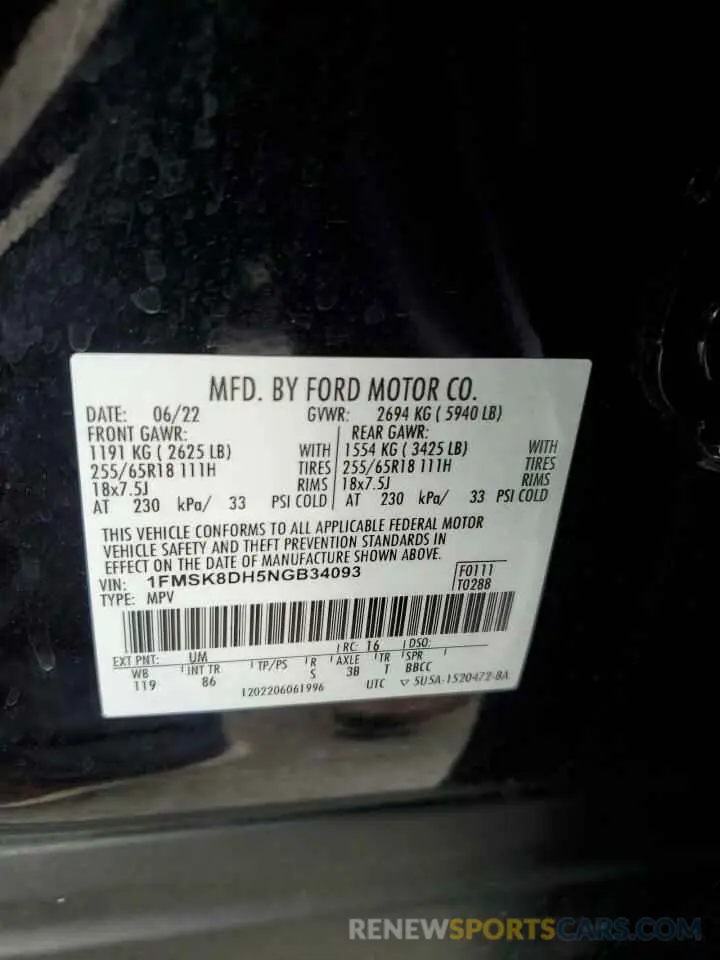 MFD. BY FORD MOTOR CO.
DATE: 06/22 GVWR: 2694 KG ( 5940 LB)
FRONT GAWR: REAR GAWR:
1191 KG ( 2625 LB) WITH 1554 KG ( 3425 LB) WITH
255/65R18 111H TIRES 255/65R18 111H TIRES
18x7.5J RIMS 18x7.5J RIMS
AT 230 kPa/ 33 PSI COLD AT 230 kPa/ 33 PSI COLD
THIS VEHICLE CONFORMS TO ALL APPLICABLE FEDERAL MOTOR
VEHICLE SAFETY AND THEFT PREVENTION STANDARDS IN
EFFECT ON THE DATE OF MANUFACTURE SHOWN ABOVE.
VIN: 1FMSK8DH5NGB34093 F0111
TYPE: MPV T0288
EXT PNT: UM RC: 16 DSO:
WB INT TR TP/PS R AXLE TR SPR
119 86 S 3B T BBCC
1202206061996 UTC ▽ 5U5A-1520472-BA
RENEWSPORTSCARS.COM